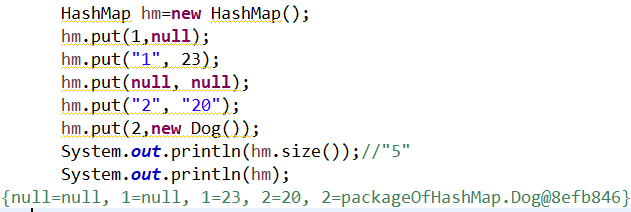 HashMap hm=new HashMap();
hm.put(1,null);
hm.put("1", 23);
hm.put(null, null);
hm.put("2", "20");
hm.put(2,new Dog());
System.out.println(hm.size());//"5"
System.out.println(hm);
{null=null, 1=null, 1=23, 2=20, 2=packageOfHashMap.Dog@8efb846}